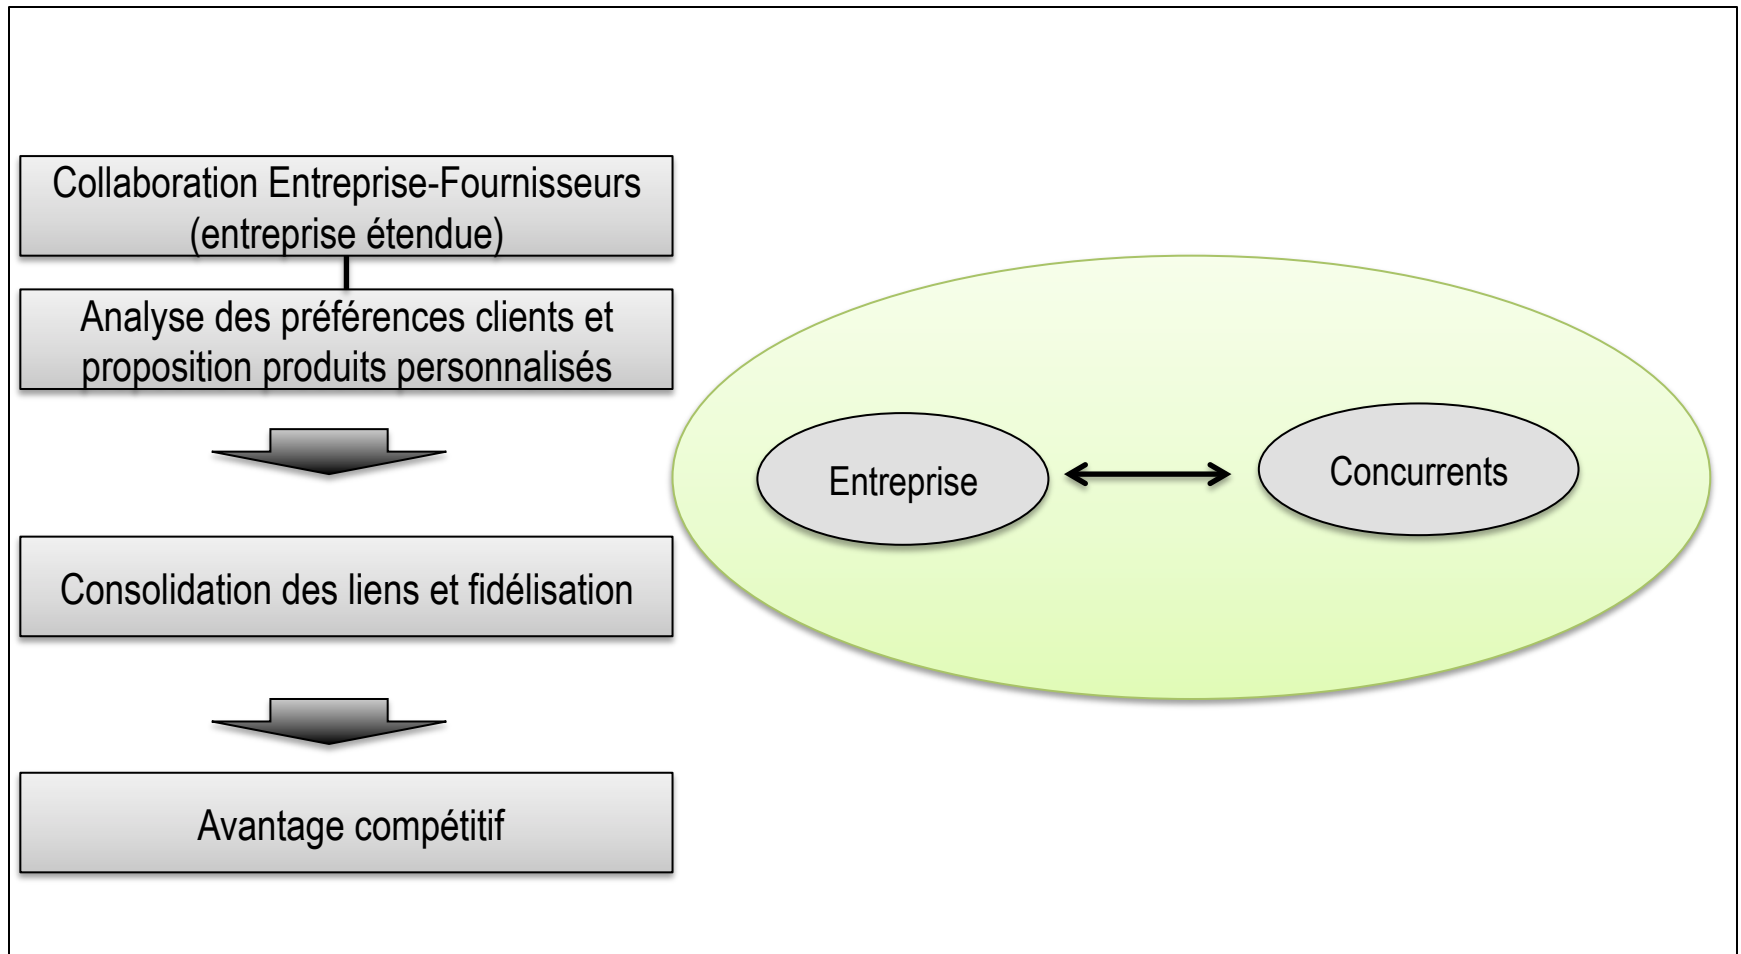 Collaboration Entreprise-Fournisseurs
(entreprise étendue)
Analyse des préférences clients et
proposition produits personnalisés
Consolidation des liens et fidélisation
Avantage compétitif
Entreprise
Concurrents